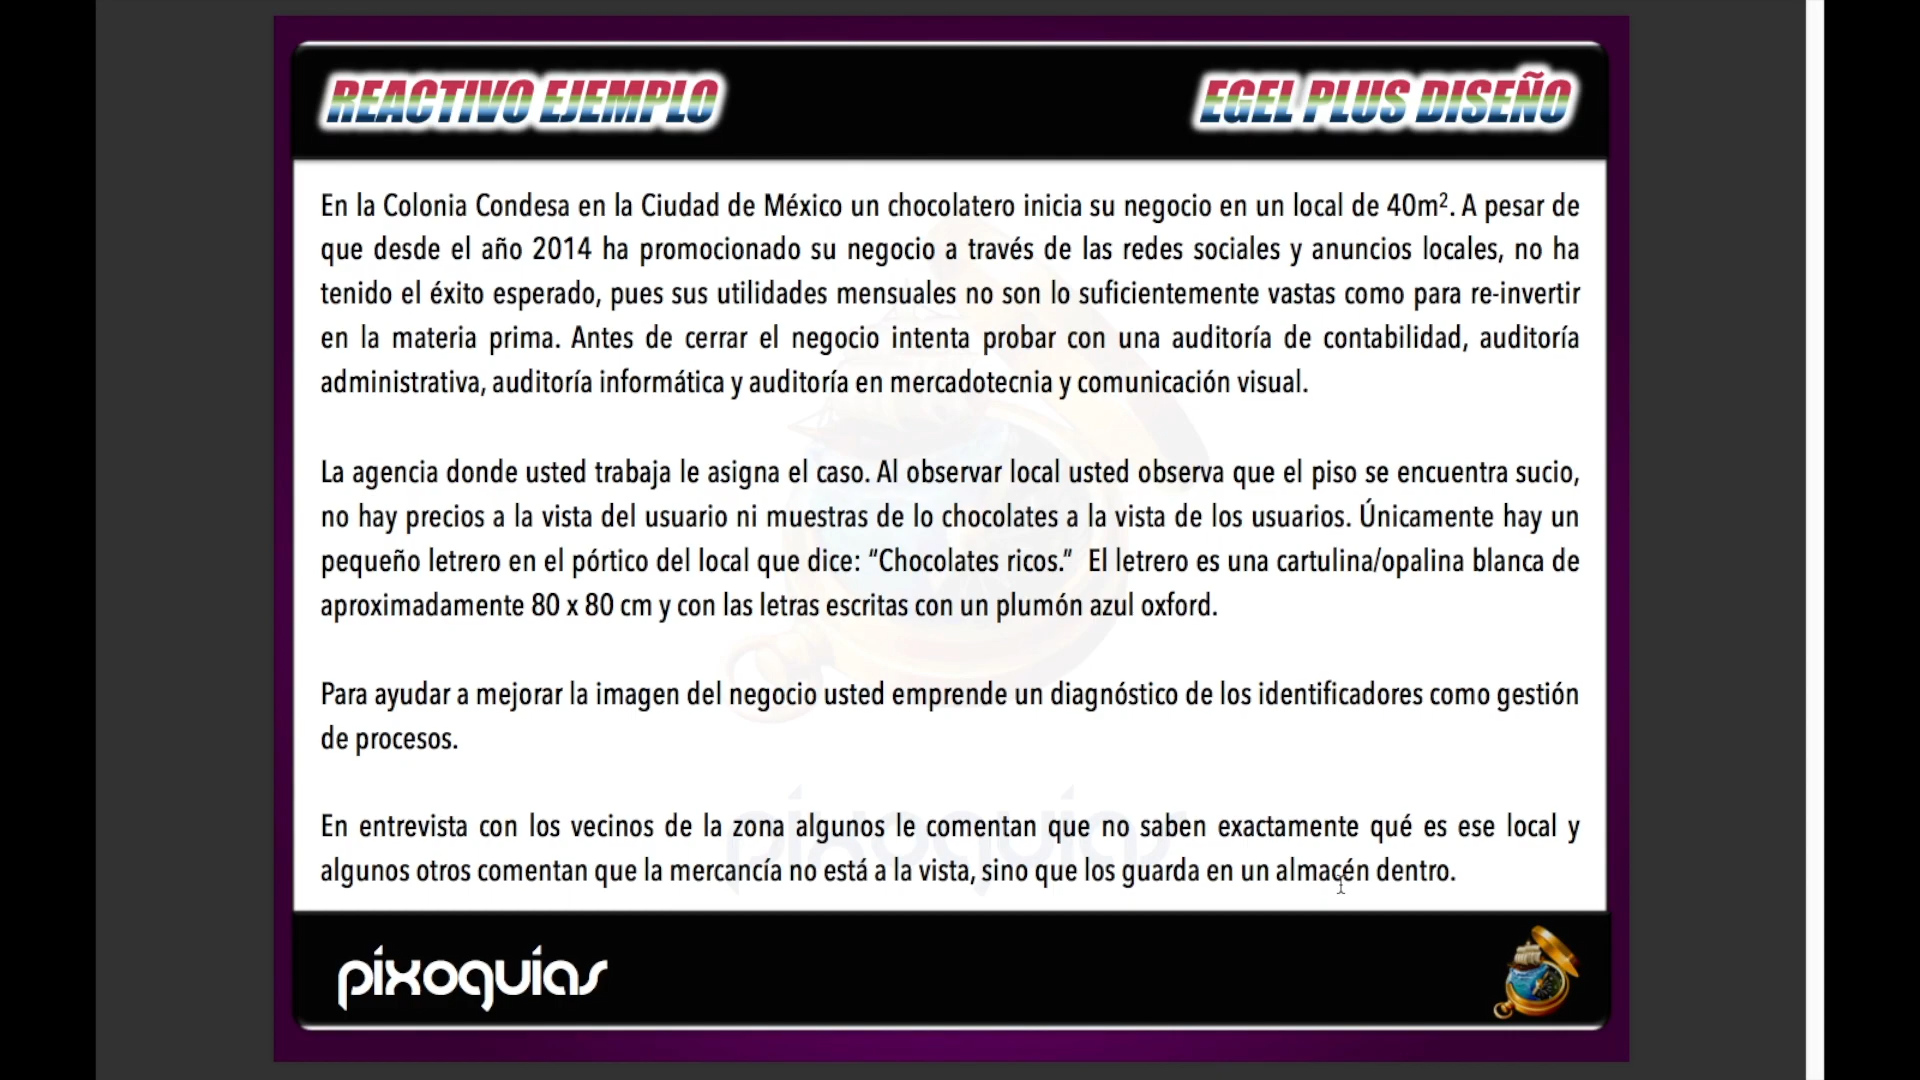 REACTIVO EJEMPLO
EGEL PLUS DISEÑO
En la Colonia Condesa en la Ciudad de México un chocolatero inicia su negocio en un local de 40m². A pesar de
que desde el año 2014 ha promocionado su negocio a través de las redes sociales y anuncios locales, no ha
tenido el éxito esperado, pues sus utilidades mensuales no son lo suficientemente vastas como para re-invertir
en la materia prima. Antes de cerrar el negocio intenta probar con una auditoría de contabilidad, auditoría
administrativa, auditoría informática y auditoría en mercadotecnia y comunicación visual.
La agencia donde usted trabaja le asigna el caso. Al observar local usted observa que el piso se encuentra sucio,
no hay precios a la vista del usuario ni muestras de lo chocolates a la vista de los usuarios. Únicamente hay un
pequeño letrero en el pórtico del local que dice: “Chocolates ricos.” El letrero es una cartulina/opalina blanca de
aproximadamente 80 x 80 cm y con las letras escritas con un plumón azul oxford.
Para ayudar a mejorar la imagen del negocio usted emprende un diagnóstico de los identificadores como gestión
de procesos.
En entrevista con los vecinos de la zona algunos le comentan que no saben exactamente qué es ese local y
algunos otros comentan que la mercancía no está a la vista, sino que los guarda en un almacén dentro.
pixoguías
pixoguías